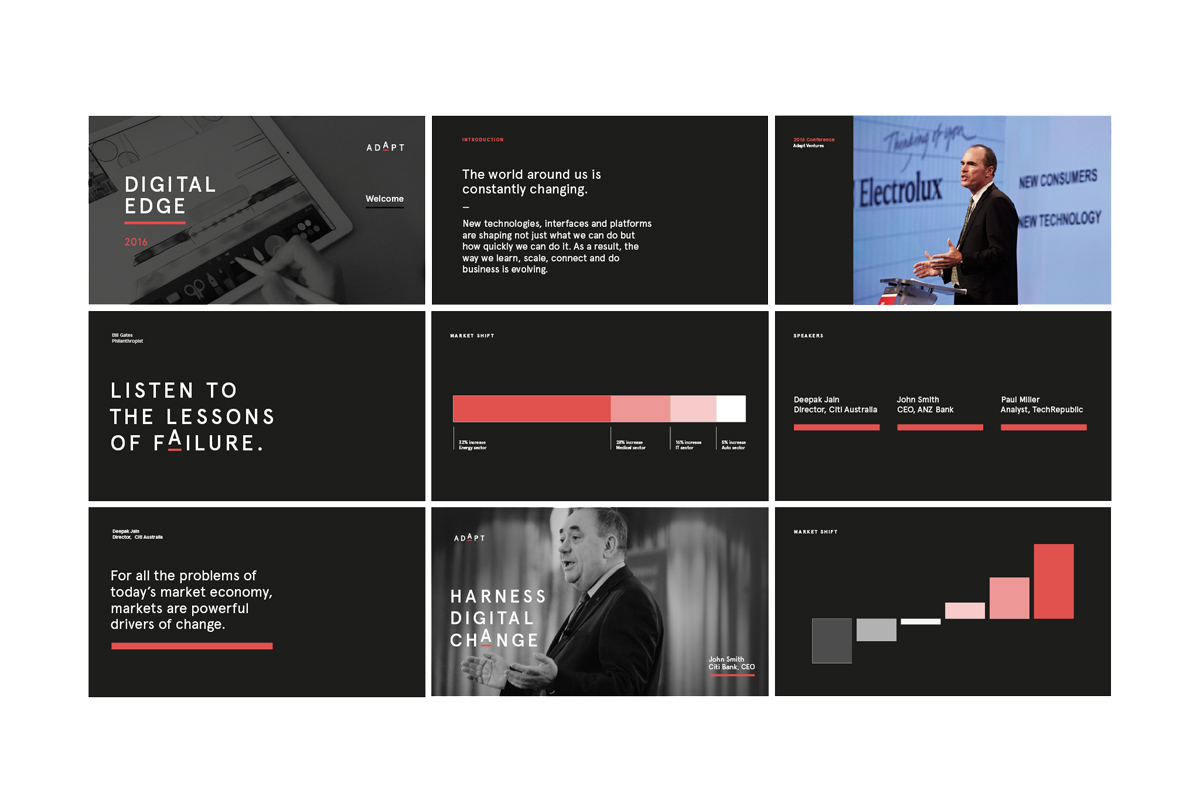 DIGITAL
EDGE
2016
ADAPT
Welcome
INTRODUCTION
The world around us is
constantly changing.
–
New technologies, interfaces and platforms
are shaping not just what we can do but
how quickly we can do it. As a result, the
way we learn, scale, connect and do
business is evolving.
2016 Conference
Adapt Ventures
Thinking of you
Electrolux
NEW CONSUMERS
NEW TECHNOLOGY
Bill Gates
Philanthropist
LISTEN TO
THE LESSONS
OF FAILURE.
MARKET SHIFT
32% increase
Energy sector
28% increase
Medical sector
16% increase
IT sector
5% increase
Auto sector
SPEAKERS
Deepak Jain
Director, Citi Australia
John Smith
CEO, ANZ Bank
Paul Miller
Analyst, TechRepublic
Deepak Jain
Director, Citi Australia
For all the problems of
today's market economy,
markets are powerful
drivers of change.
ADAPT
HARNESS
DIGITAL
CHANGE
John Smith
Citi Bank, CEO
MARKET SHIFT